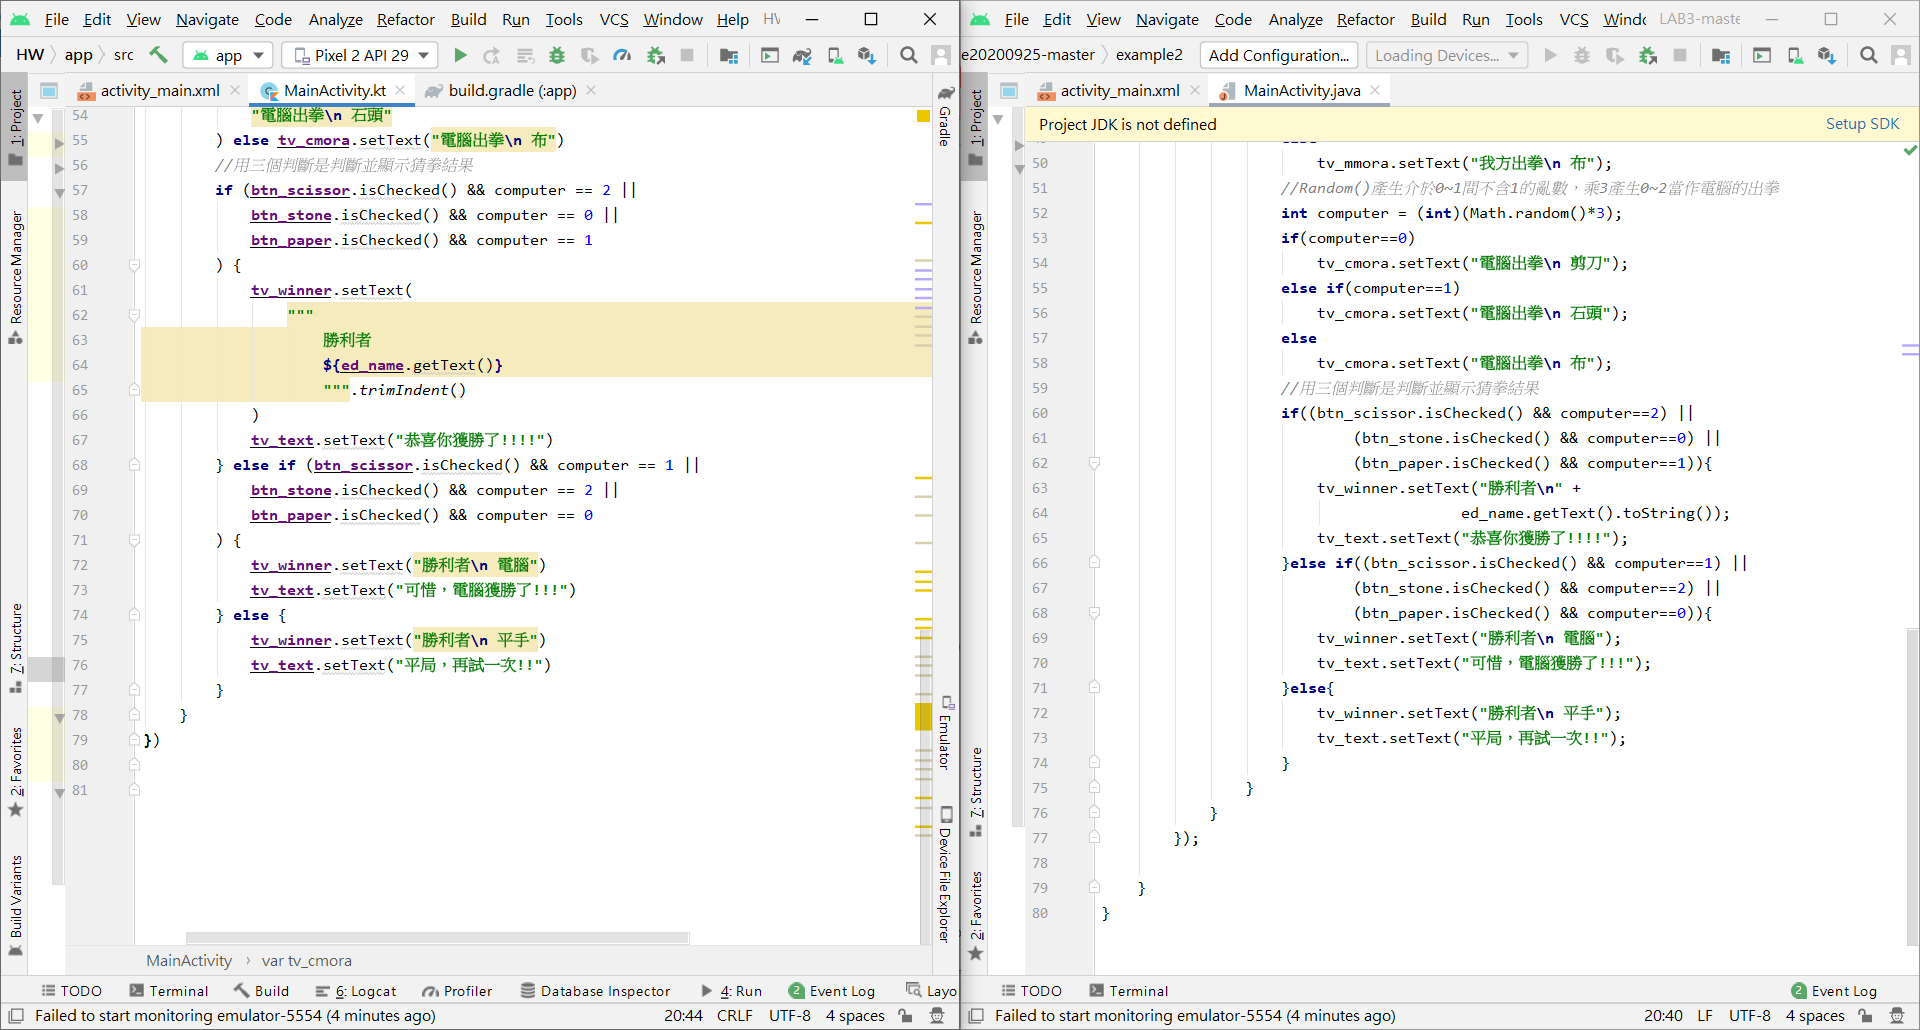 File Edit View Navigate Code Analyze Refactor Build Run Tools VCS Window Help HW
HW app src app Pixel 2 API 29
activity_main.xml MainActivity.kt build.gradle (:app)
1: Project
Resource Manager
7: Structure
2: Favorites
Build Variants
54 "電腦出拳\n 石頭"
55 ) else tv_cmora.setText("電腦出拳\n 布")
56 //用三個判斷是判斷並顯示猜拳結果
57 if (btn_scissor.isChecked() && computer == 2 ||
58 btn_stone.isChecked() && computer == 0 ||
59 btn_paper.isChecked() && computer == 1
60 ) {
61 tv_winner.setText(
62 """
63 勝利者
64 ${ed_name.getText()}
65 """.trimIndent()
66 )
67 tv_text.setText("恭喜你獲勝了!!!!")
68 } else if (btn_scissor.isChecked() && computer == 1 ||
69 btn_stone.isChecked() && computer == 2 ||
70 btn_paper.isChecked() && computer == 0
71 ) {
72 tv_winner.setText("勝利者\n 電腦")
73 tv_text.setText("可惜，電腦獲勝了!!!")
74 } else {
75 tv_winner.setText("勝利者\n 平手")
76 tv_text.setText("平局，再試一次!!")
77 }
78 }
79 })
80
81
Gradle
Emulator
Device File Explorer
MainActivity › var tv_cmora
TODO Terminal Build 6: Logcat Profiler Database Inspector 4: Run 2 Event Log Layo
Failed to start monitoring emulator-5554 (4 minutes ago) 20:44 CRLF UTF-8 4 spaces
File Edit View Navigate Code Analyze Refactor Build Run Tools VCS Windo LAB3-maste
e20200925-master example2 Add Configuration... Loading Devices...
activity_main.xml MainActivity.java
Project JDK is not defined Setup SDK
1: Project
Resource Manager
7: Structure
2: Favorites
50 tv_mmora.setText("我方出拳\n 布");
51 //Random()產生介於0~1間不含1的亂數，乘3產生0~2當作電腦的出拳
52 int computer = (int)(Math.random()*3);
53 if(computer==0)
54 tv_cmora.setText("電腦出拳\n 剪刀");
55 else if(computer==1)
56 tv_cmora.setText("電腦出拳\n 石頭");
57 else
58 tv_cmora.setText("電腦出拳\n 布");
59 //用三個判斷是判斷並顯示猜拳結果
60 if((btn_scissor.isChecked() && computer==2) ||
61 (btn_stone.isChecked() && computer==0) ||
62 (btn_paper.isChecked() && computer==1)){
63 tv_winner.setText("勝利者\n" +
64 ed_name.getText().toString());
65 tv_text.setText("恭喜你獲勝了!!!!");
66 }else if((btn_scissor.isChecked() && computer==1) ||
67 (btn_stone.isChecked() && computer==2) ||
68 (btn_paper.isChecked() && computer==0)){
69 tv_winner.setText("勝利者\n 電腦");
70 tv_text.setText("可惜，電腦獲勝了!!!");
71 }else{
72 tv_winner.setText("勝利者\n 平手");
73 tv_text.setText("平局，再試一次!!");
74 }
75 }
76 }
77 });
78
79 }
80 }
TODO Terminal 2 Event Log
Failed to start monitoring emulator-5554 (4 minutes ago) 20:40 LF UTF-8 4 spaces